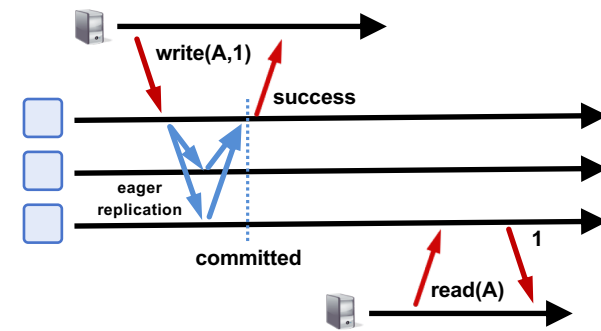 write(A,1)
success
eager
replication
committed
1
read(A)